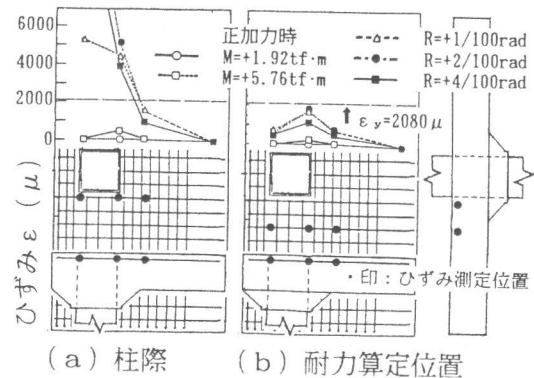 6000
4000
2000
0
ひずみε (μ)
正加力時
M=+1.92tf·m
M=+5.76tf·m
R=+1/100rad
R=+2/100rad
R=+4/100rad
εy=2080μ
・印：ひずみ測定位置
(a) 柱際
(b) 耐力算定位置